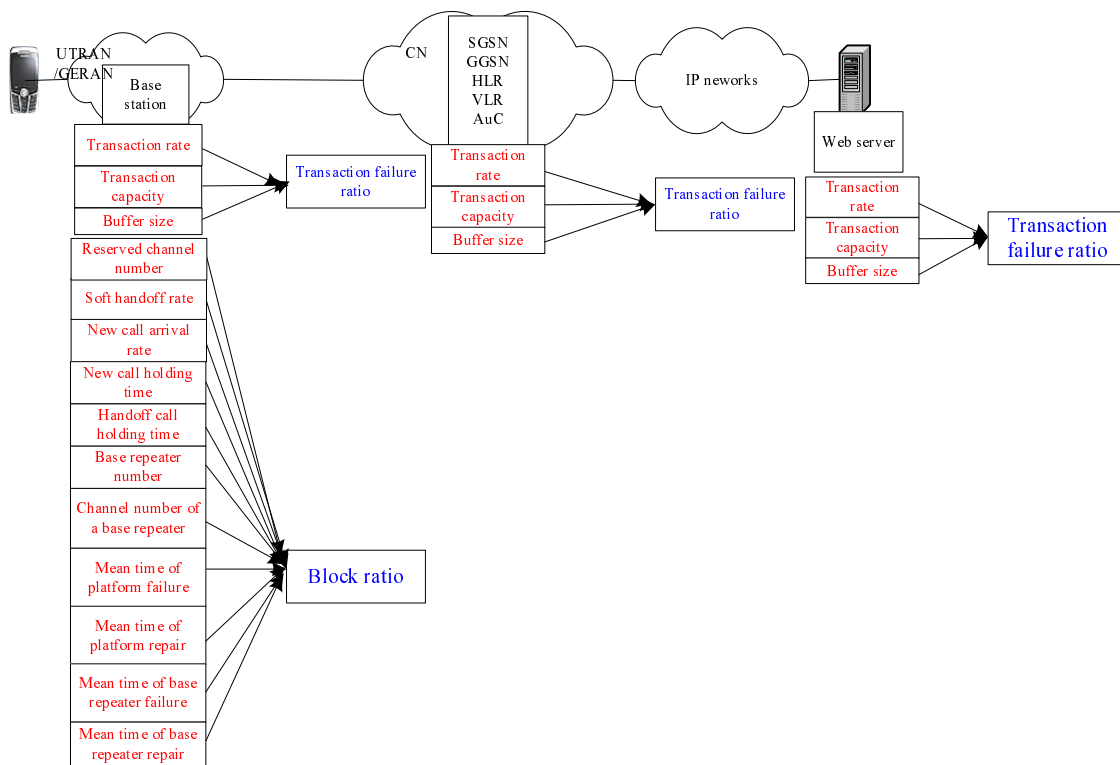 UTRAN
/GERAN
Base
station
CN
SGSN
GGSN
HLR
VLR
AuC
IP neworks
Web server
Transaction rate
Transaction
capacity
Buffer size
Transaction failure
ratio
Transaction
rate
Transaction
capacity
Buffer size
Transaction failure
ratio
Transaction
rate
Transaction
capacity
Buffer size
Transaction
failure ratio
Reserved channel
number
Soft handoff rate
New call arrival
rate
New call holding
time
Handoff call
holding time
Base repeater
number
Channel number of
a base repeater
Mean time of
platform failure
Mean time of
platform repair
Mean time of base
repeater failure
Mean time of base
repeater repair
Block ratio